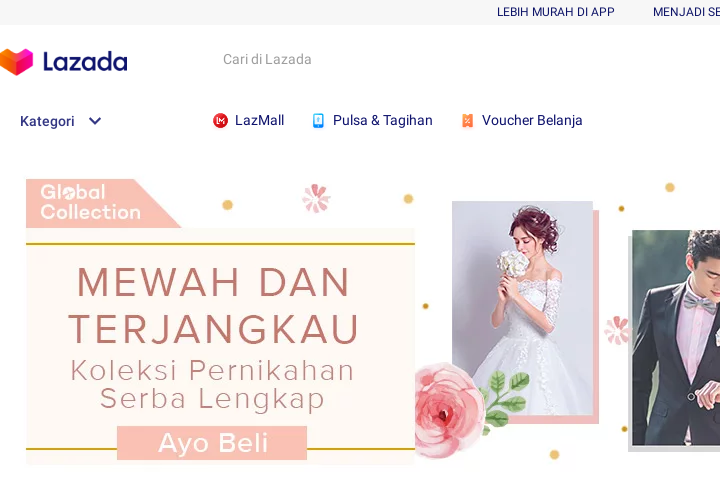 LEBIH MURAH DI APP
MENJADI SE
Lazada
Cari di Lazada
Kategori
LazMall
Pulsa & Tagihan
Voucher Belanja
Global
Collection
MEWAH DAN
TERJANGKAU
Koleksi Pernikahan
Serba Lengkap
Ayo Beli